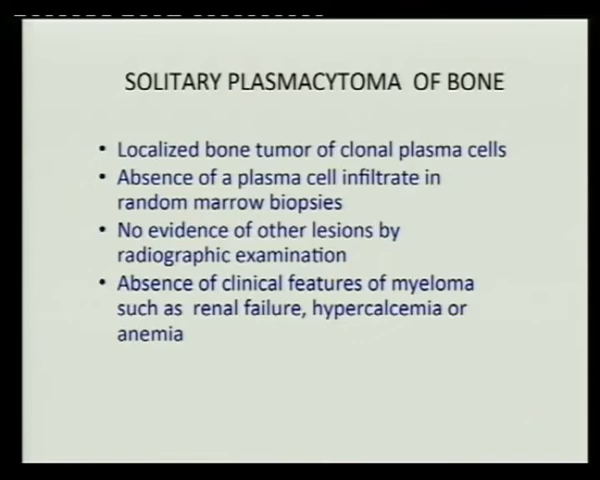 SOLITARY PLASMACYTOMA OF BONE
• Localized bone tumor of clonal plasma cells
• Absence of a plasma cell infiltrate in
random marrow biopsies
• No evidence of other lesions by
radiographic examination
• Absence of clinical features of myeloma
such as renal failure, hypercalcemia or
anemia